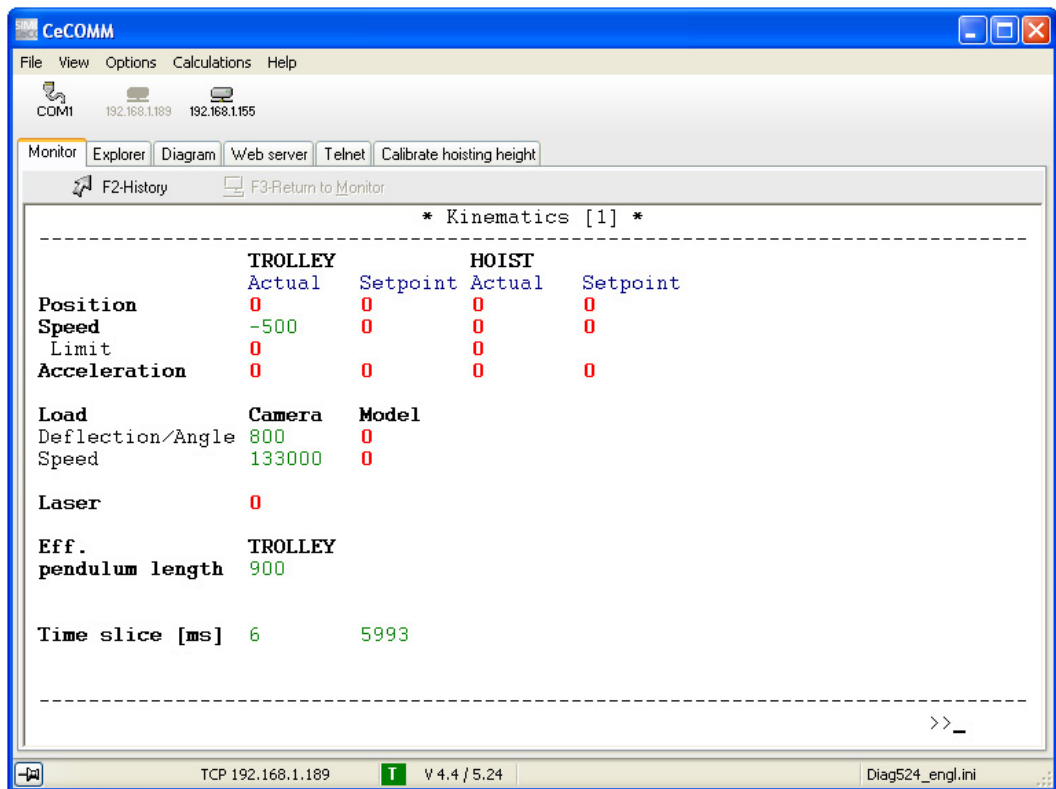 CeCOMM
File View Options Calculations Help
COM1 192.168.1.189 192.168.1.155
Monitor Explorer Diagram Web server Telnet Calibrate hoisting height
F2-History F3-Return to Monitor
* Kinematics [1] *
TROLLEY HOIST
Actual Setpoint Actual Setpoint
Position 0 0 0 0
Speed -500 0 0 0
Limit 0 0
Acceleration 0 0 0 0
Load Camera Model
Deflection/Angle 800 0
Speed 133000 0
Laser 0
Eff. TROLLEY
pendulum length 900
Time slice [ms] 6 5993
>>_
TCP 192.168.1.189 T V 4.4 / 5.24 Diag524_engl.ini